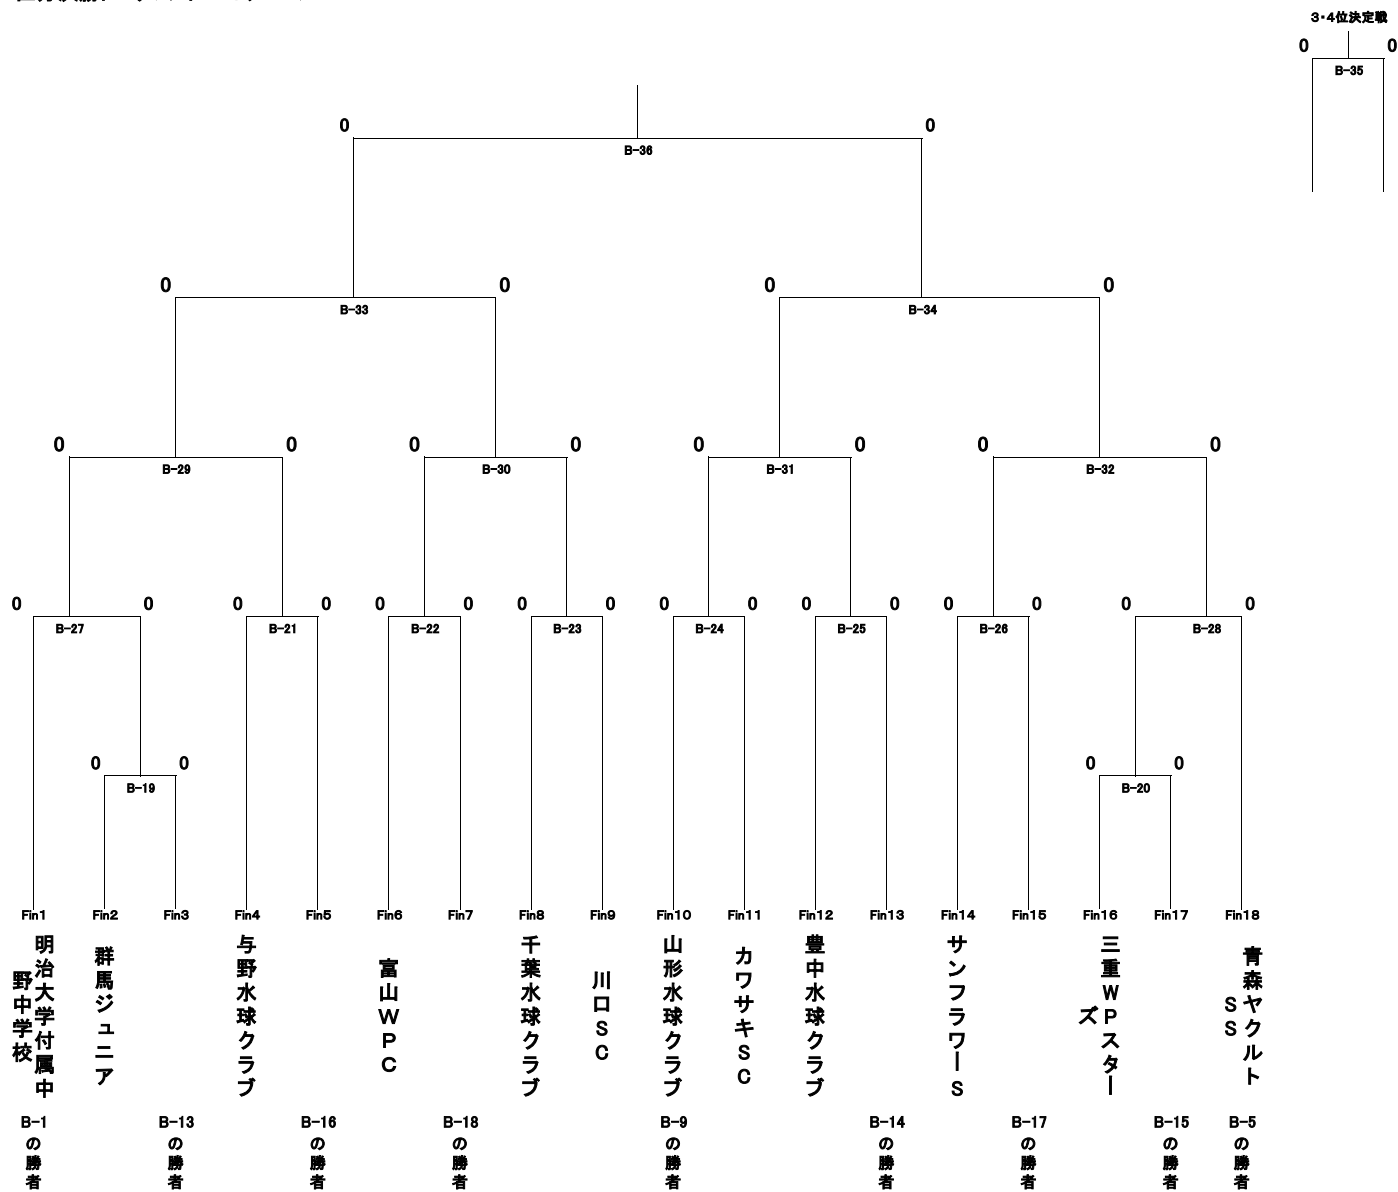 3・4位決定戦
0 0
B-35
0 0
B-36
0 0 0 0
B-33 B-34
0 0 0 0 0 0 0 0
B-29 B-30 B-31 B-32
0 0 0 0 0 0 0 0 0 0 0 0 0 0 0 0
B-27 B-21 B-22 B-23 B-24 B-25 B-26 B-28
0 0 0 0
B-19 B-20
Fin1 Fin2 Fin3 Fin4 Fin5 Fin6 Fin7 Fin8 Fin9 Fin10 Fin11 Fin12 Fin13 Fin14 Fin15 Fin16 Fin17 Fin18
明治大学付属中
野中学校
群馬ジュニア
与野水球クラブ
富山WPC
千葉水球クラブ
川口SC
山形水球クラブ
カワサキSC
豊中水球クラブ
サンフラワーS
三重WPスター
ズ
青森ヤクルト
SS
B-1の勝者
B-13の勝者
B-16の勝者
B-18の勝者
B-9の勝者
B-14の勝者
B-17の勝者
B-15の勝者
B-5の勝者